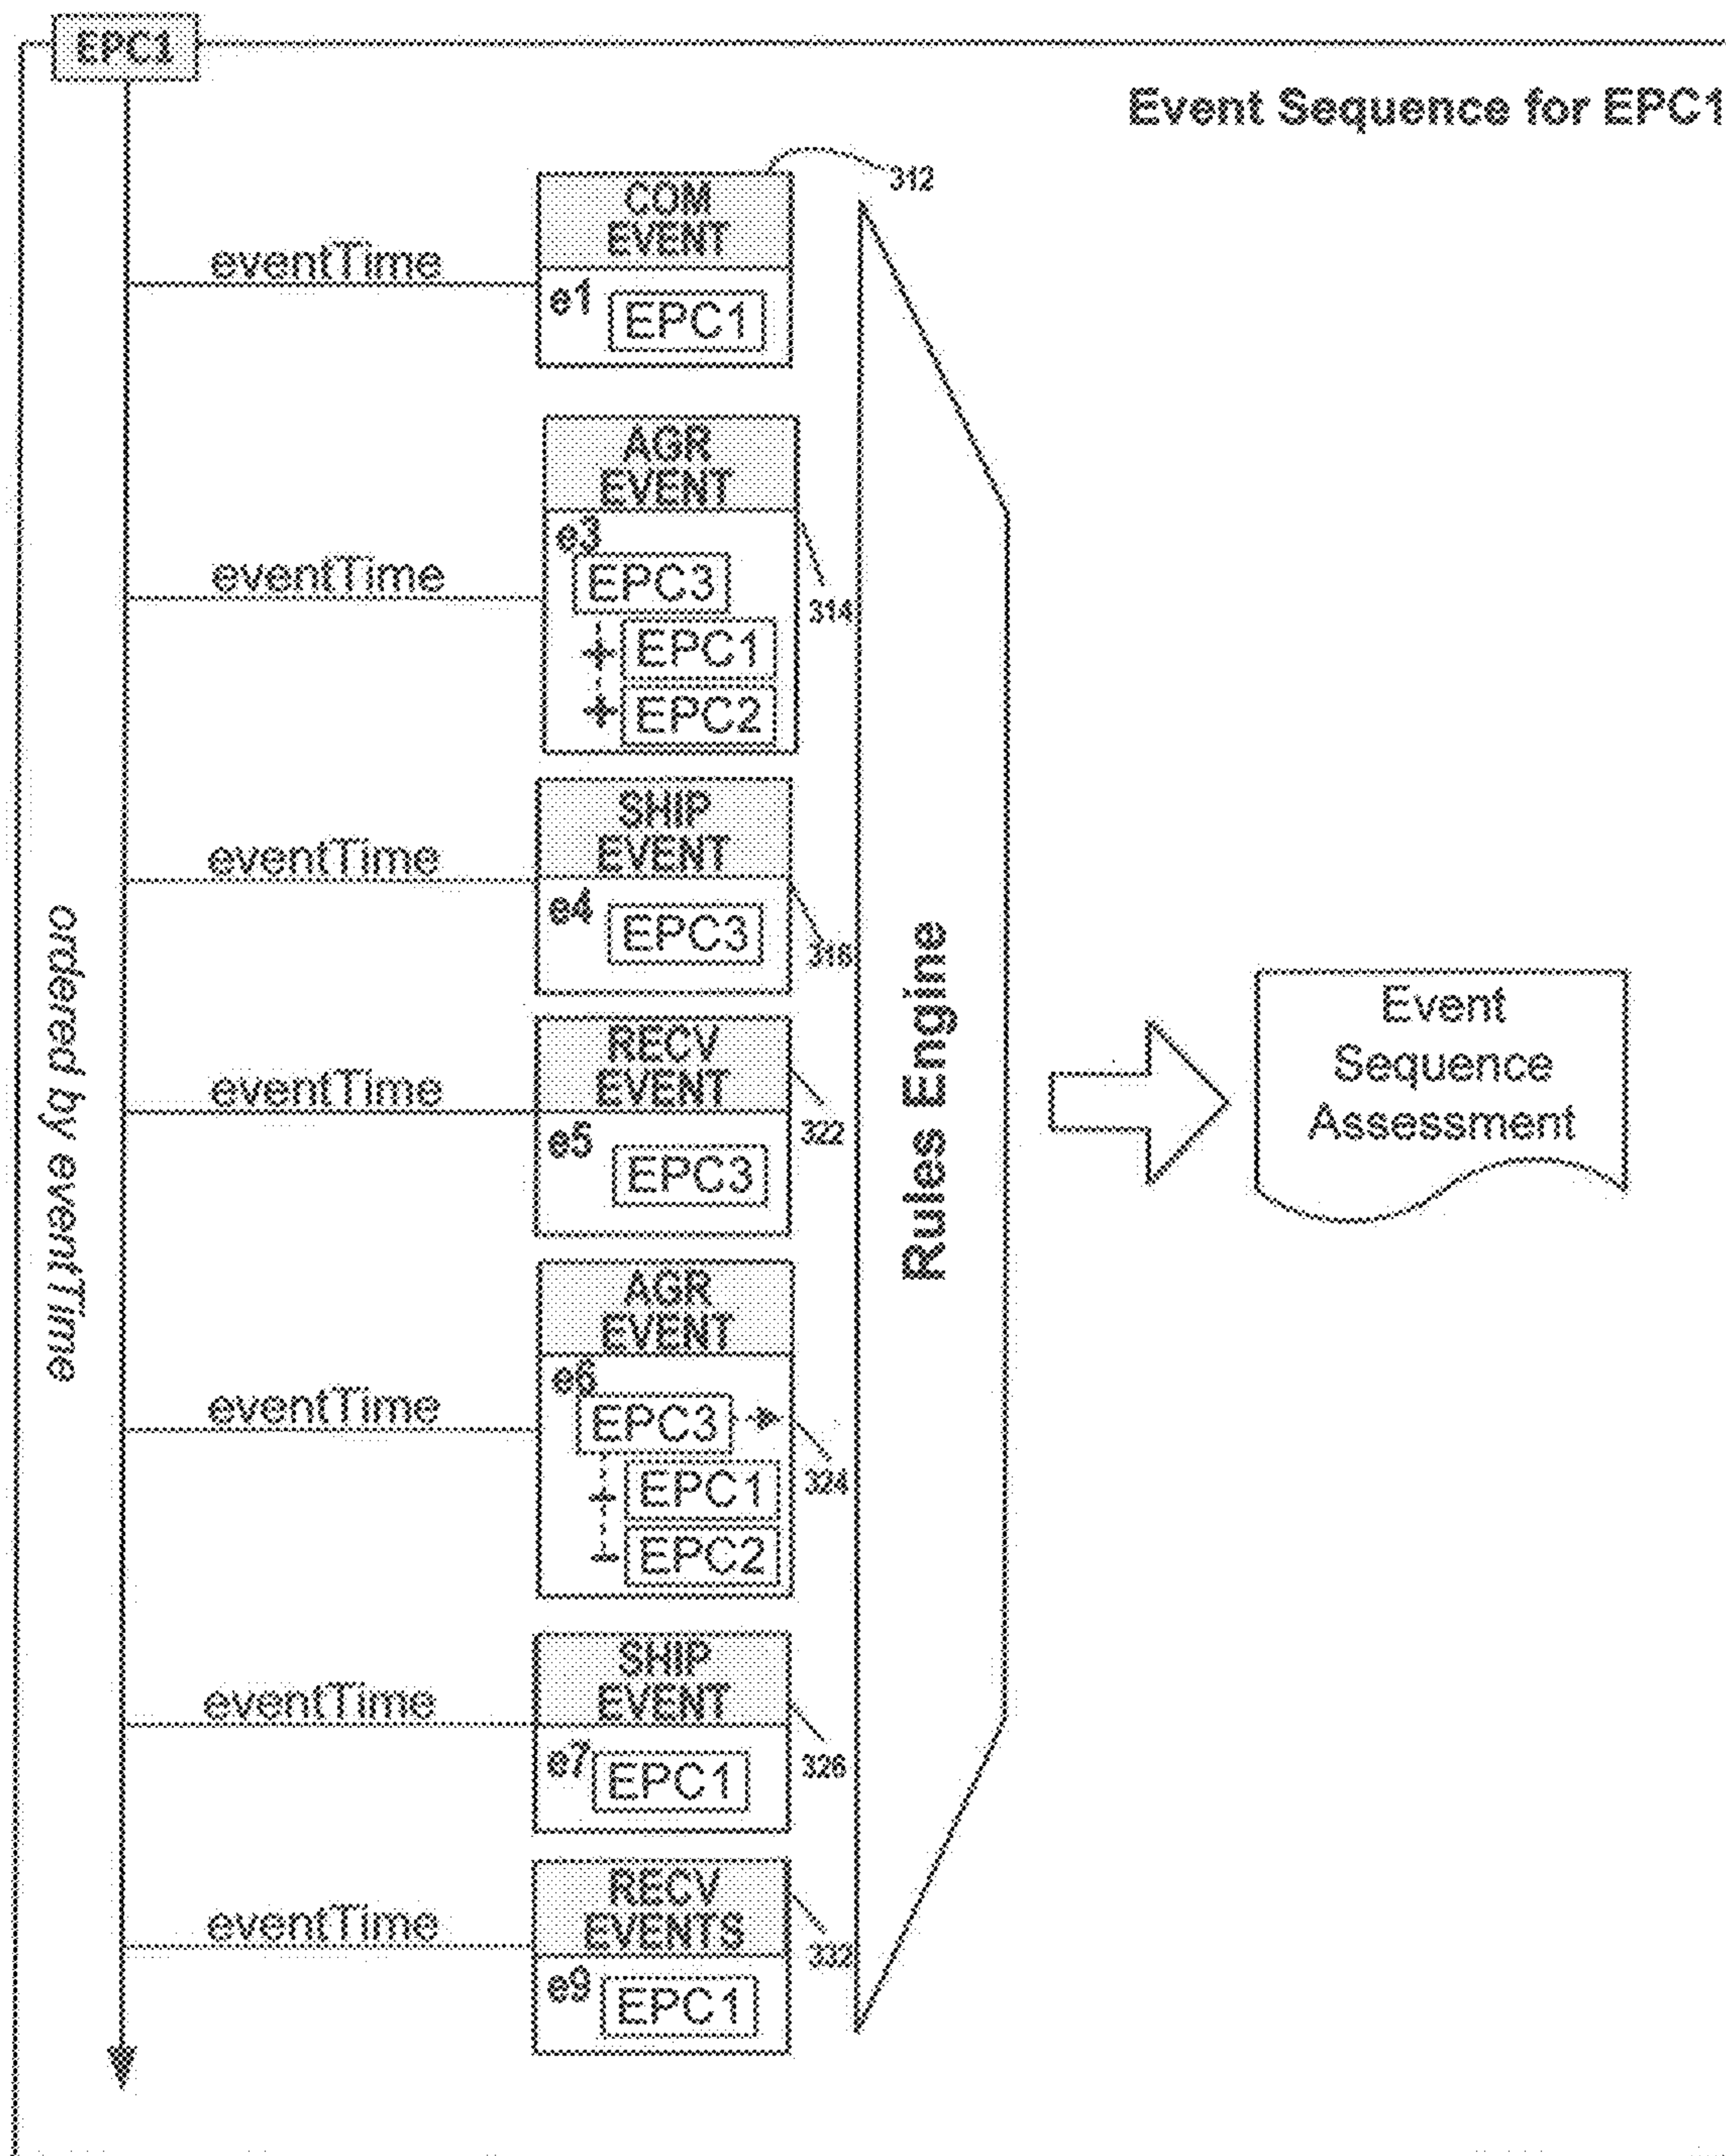 EPC1
Event Sequence for EPC1
312
COM
EVENT
eventTime
e1
EPC1
AGR
EVENT
e3
eventTime
EPC3
314
EPC1
EPC2
SHIP
EVENT
eventTime
e4
EPC3
316
ordered by eventTime
Rules Engine
Event
Sequence
Assessment
RECV
EVENT
eventTime
322
e5
EPC3
AGR
EVENT
e6
eventTime
EPC3
324
EPC1
EPC2
SHIP
EVENT
eventTime
326
e7
EPC1
RECV
EVENTS
eventTime
332
e9
EPC1